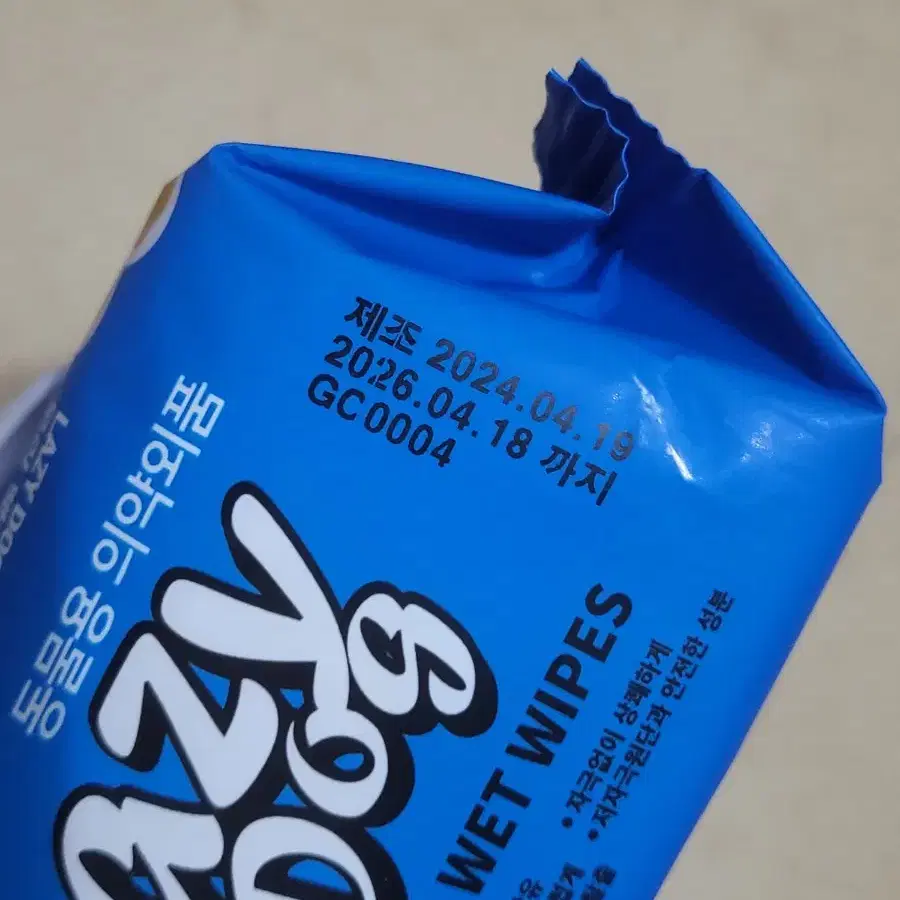 제조 2024.04.19
2026.04.18 까지
GC0004
동물용의약외품
LAZY DOG
azy
Dog
WET WIPES
• 자극없이 상쾌하게
• 저자극원단과 안전한 성분